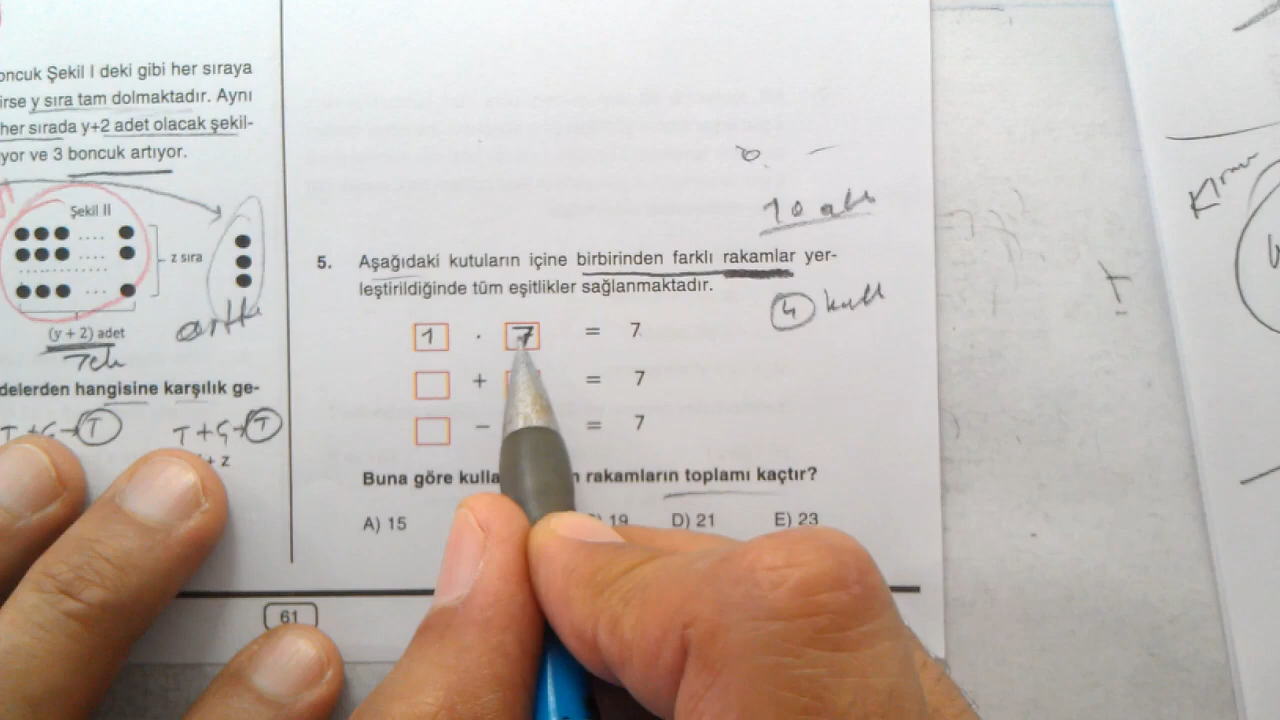 oncuk Şekil I deki gibi her sıraya
irse y sıra tam dolmaktadır. Aynı
her sırada y+2 adet olacak şekil-
yor ve 3 boncuk artıyor.
Şekil II
z sıra
(y + 2) adet
artta
delerden hangisine karşılık ge-
T+Ç→T T+Ç→T
+ z
61
5. Aşağıdaki kutuların içine birbirinden farklı rakamlar yer-
leştirildiğinde tüm eşitlikler sağlanmaktadır.
1 . 7 = 7
+ = 7
− = 7
Buna göre kulla rakamların toplamı kaçtır?
A) 15 19 D) 21 E) 23
10
4